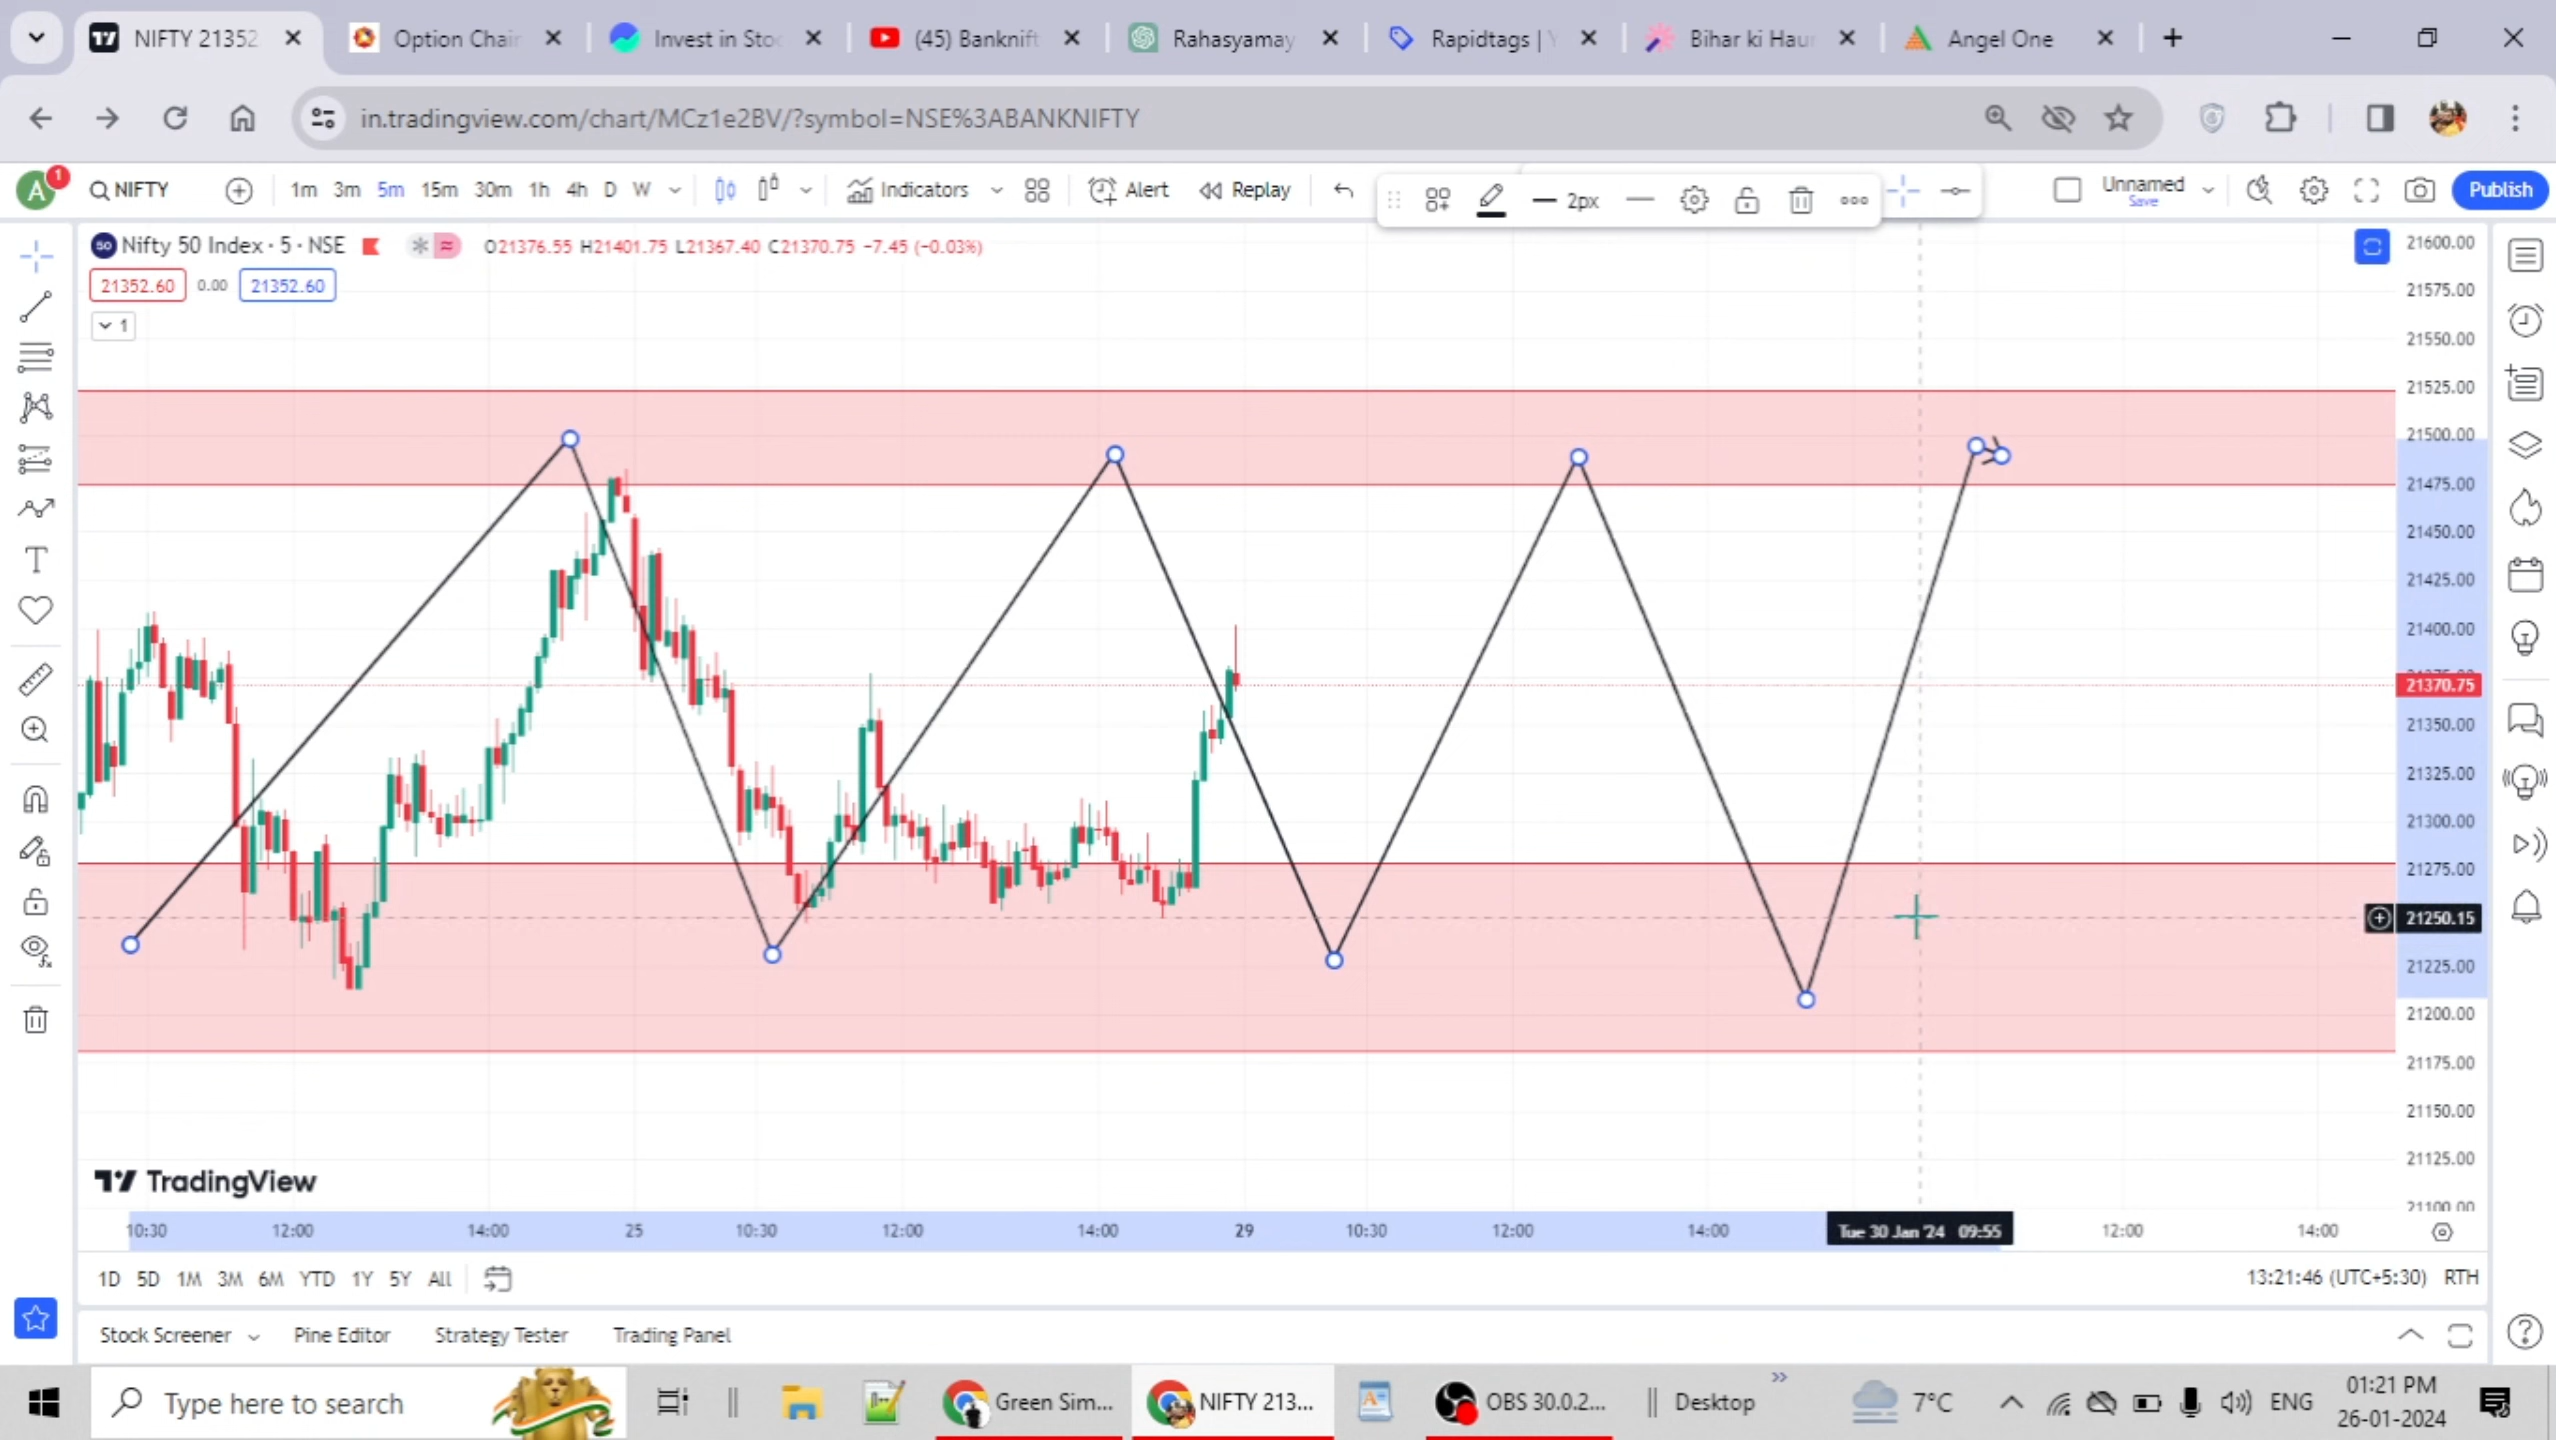 NIFTY 21352
Option Chain
Invest in Stoc
(45) Banknift
Rahasyamay
Rapidtags | Y
Bihar ki Haur
Angel One
in.tradingview.com/chart/MCz1e2BV/?symbol=NSE%3ABANKNIFTY
A
1
NIFTY
1m 3m 5m 15m 30m 1h 4h D W
Indicators
Alert
Replay
2px
Unnamed
Save
Publish
50
Nifty 50 Index · 5 · NSE
O21376.55 H21401.75 L21367.40 C21370.75 −7.45 (−0.03%)
21352.60 0.00 21352.60
1
21600.00
21575.00
21550.00
21525.00
21500.00
21475.00
21450.00
21425.00
21400.00
21370.75
21350.00
21325.00
21300.00
21275.00
21250.15
21225.00
21200.00
21175.00
21150.00
21125.00
21100.00
TradingView
10:30 12:00 14:00 25 10:30 12:00 14:00 29 10:30 12:00 14:00 Tue 30 Jan '24 09:55 12:00 14:00
1D 5D 1M 3M 6M YTD 1Y 5Y All
13:21:46 (UTC+5:30) RTH
Stock Screener Pine Editor Strategy Tester Trading Panel
Type here to search
Green Sim...
NIFTY 213...
OBS 30.0.2...
Desktop
7°C
ENG
01:21 PM
26-01-2024